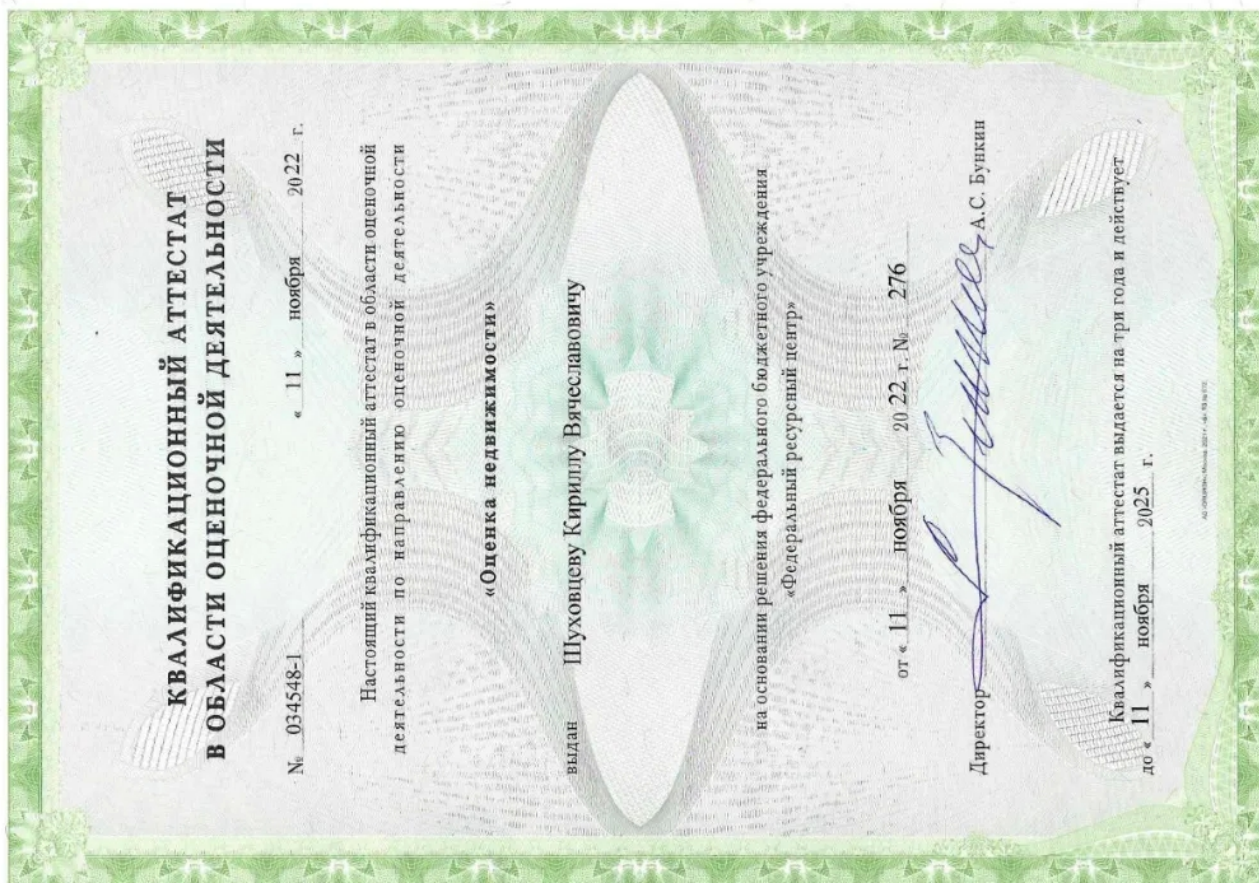 КВАЛИФИКАЦИОННЫЙ АТТЕСТАТ
В ОБЛАСТИ ОЦЕНОЧНОЙ ДЕЯТЕЛЬНОСТИ
№ 034548-1 « 11 » ноября 2022 г.
Настоящий квалификационный аттестат в области оценочной
деятельности по направлению оценочной деятельности
«Оценка недвижимости»
выдан Шуховцеву Кириллу Вячеславовичу
на основании решения федерального бюджетного учреждения
«Федеральный ресурсный центр»
от « 11 » ноября 20 22 г. № 276
Директор А.С. Бункин
Квалификационный аттестат выдается на три года и действует
до « 11 » ноября 2025 г.